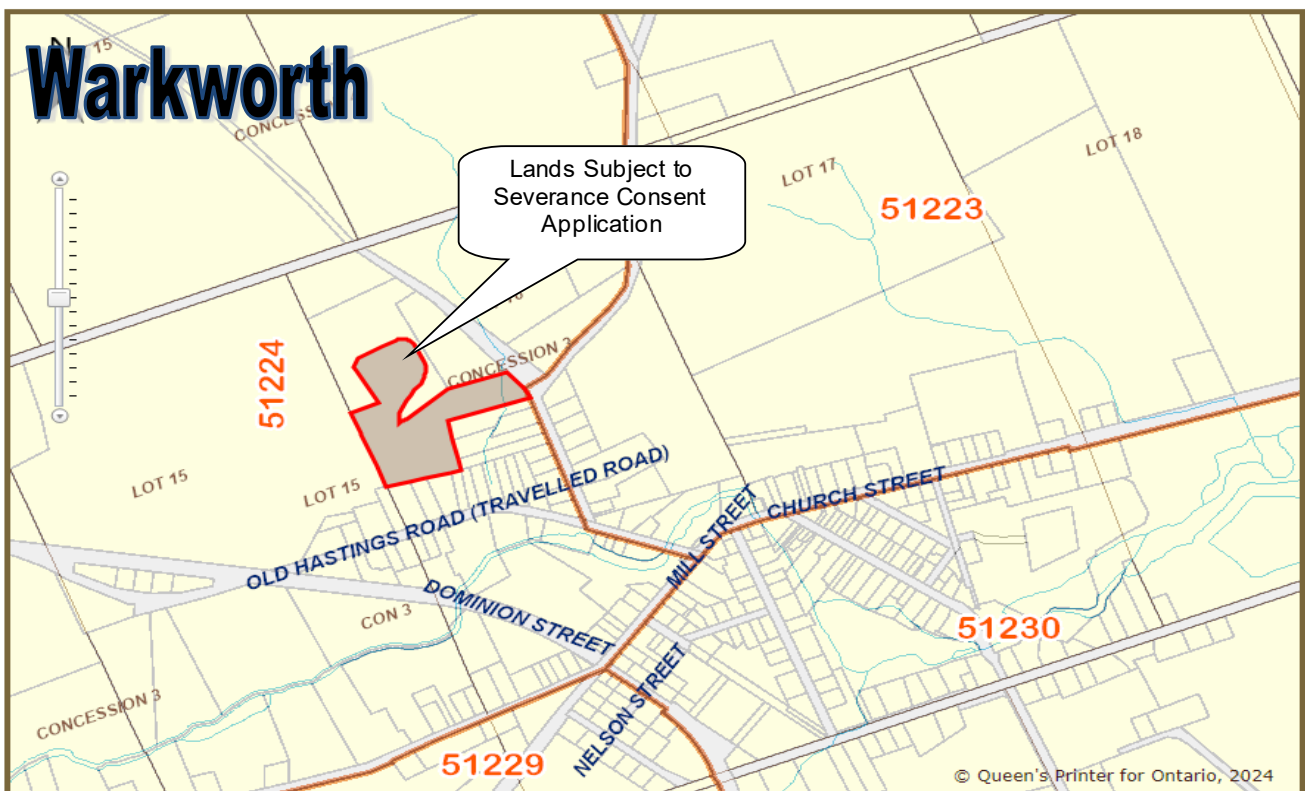 N
15
Warkworth
Lands Subject to
Severance Consent
Application
LOT 17
LOT 18
51223
CONCESSION 3
51224
LOT 15
LOT 15
OLD HASTINGS ROAD (TRAVELLED ROAD)
MILL STREET
CHURCH STREET
DOMINION STREET
CON 3
51230
NELSON STREET
CONCESSION 3
51229
© Queen's Printer for Ontario, 2024